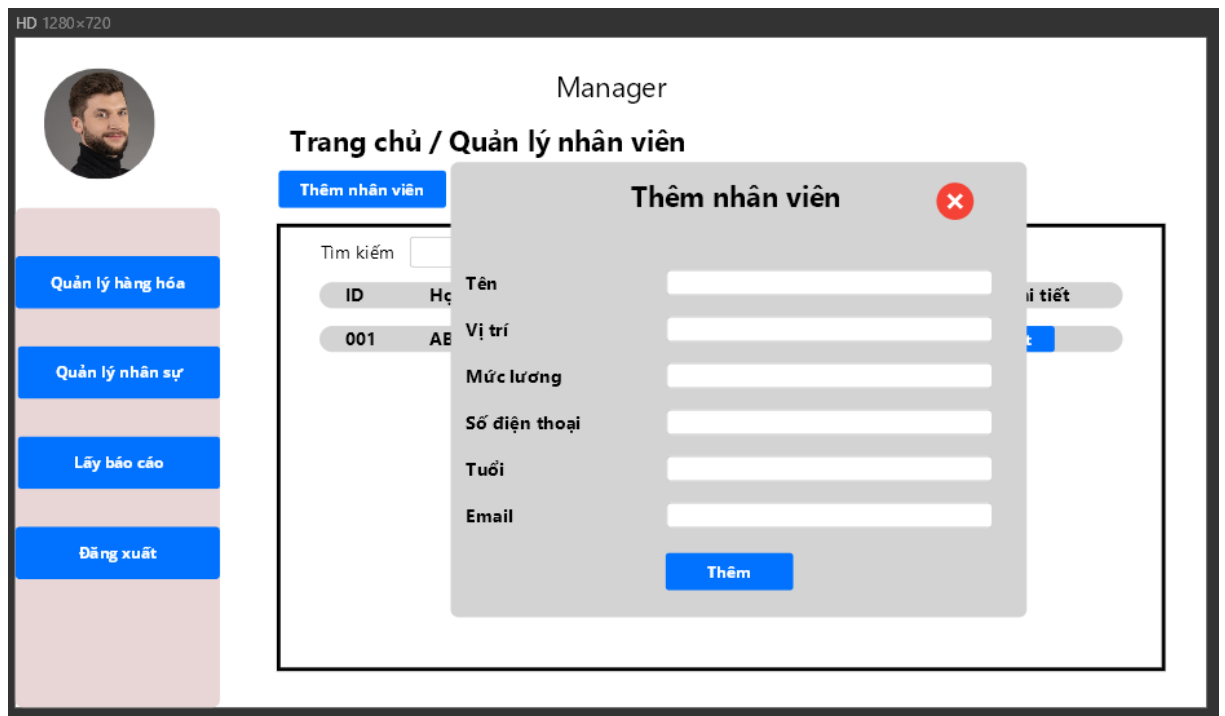 HD 1280×720
Manager
Trang chủ / Quản lý nhân viên
Thêm nhân viên
Thêm nhân viên
Tìm kiếm
Quản lý hàng hóa
Quản lý nhân sự
Lấy báo cáo
Đăng xuất
ID
001
Tên
Vị trí
Mức lương
Số điện thoại
Tuổi
Email
Thêm
tiết